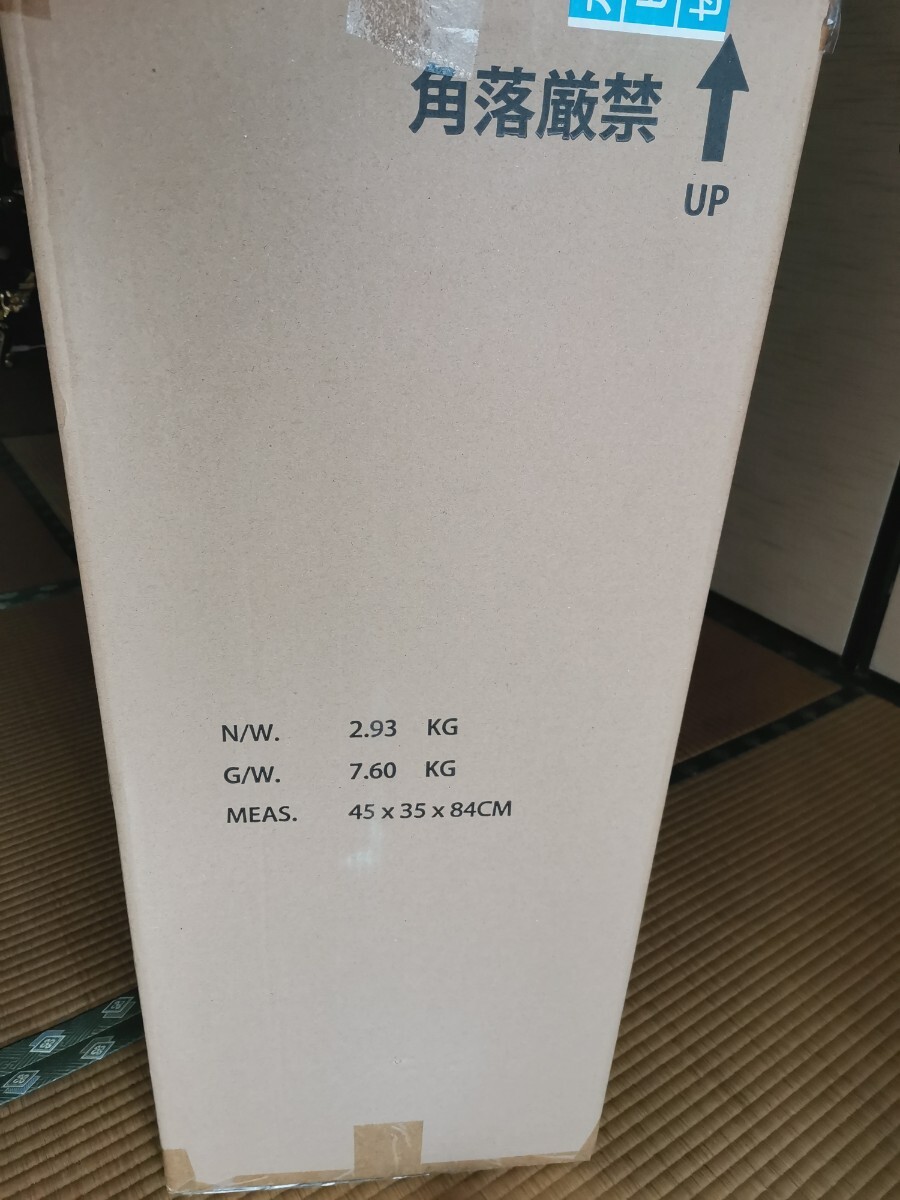 角落厳禁
UP
N/W. 2.93 KG
G/W. 7.60 KG
MEAS. 45 x 35 x 84CM